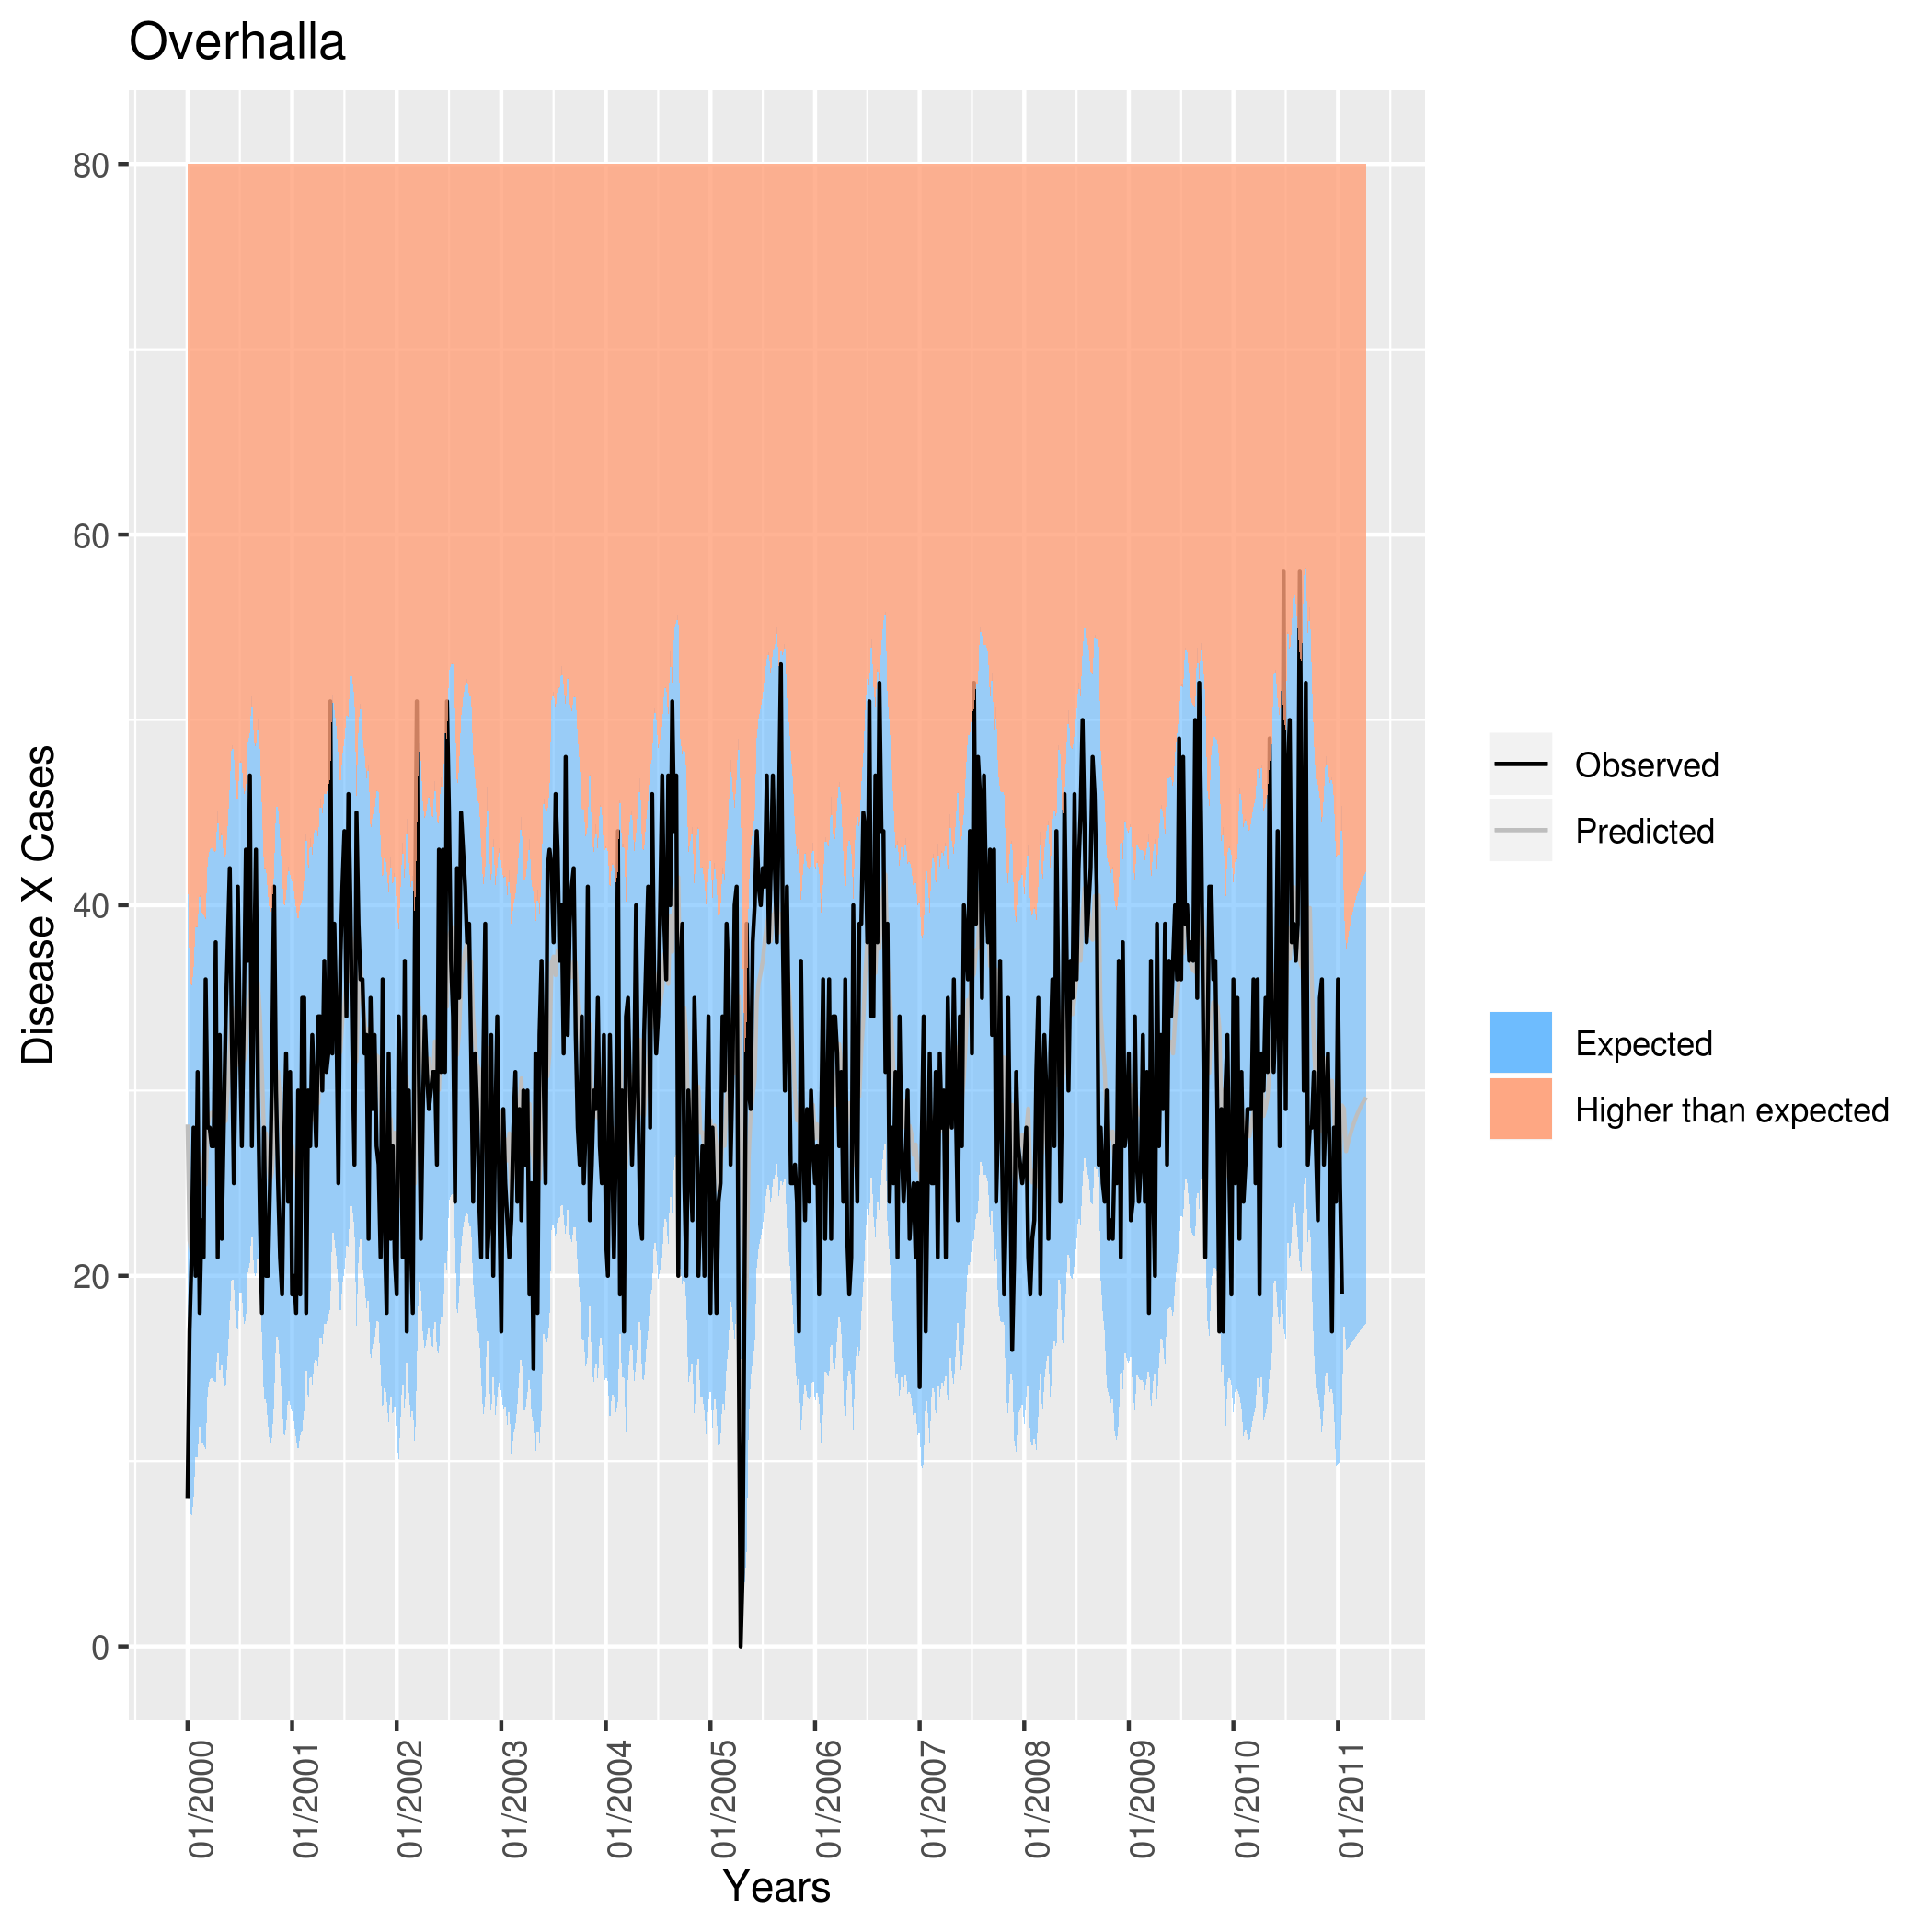 Overhalla
Disease X Cases
80
60
40
20
0
01/2000
01/2001
01/2002
01/2003
01/2004
01/2005
01/2006
01/2007
01/2008
01/2009
01/2010
01/2011
Years
Observed
Predicted
Expected
Higher than expected